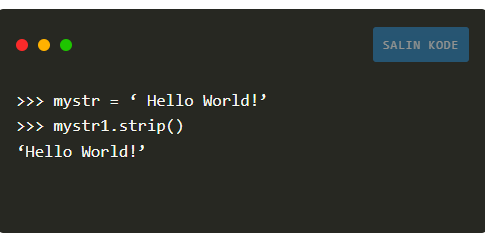 SALIN KODE
>>> mystr = ‘ Hello World!’
>>> mystr1.strip()
‘Hello World!’